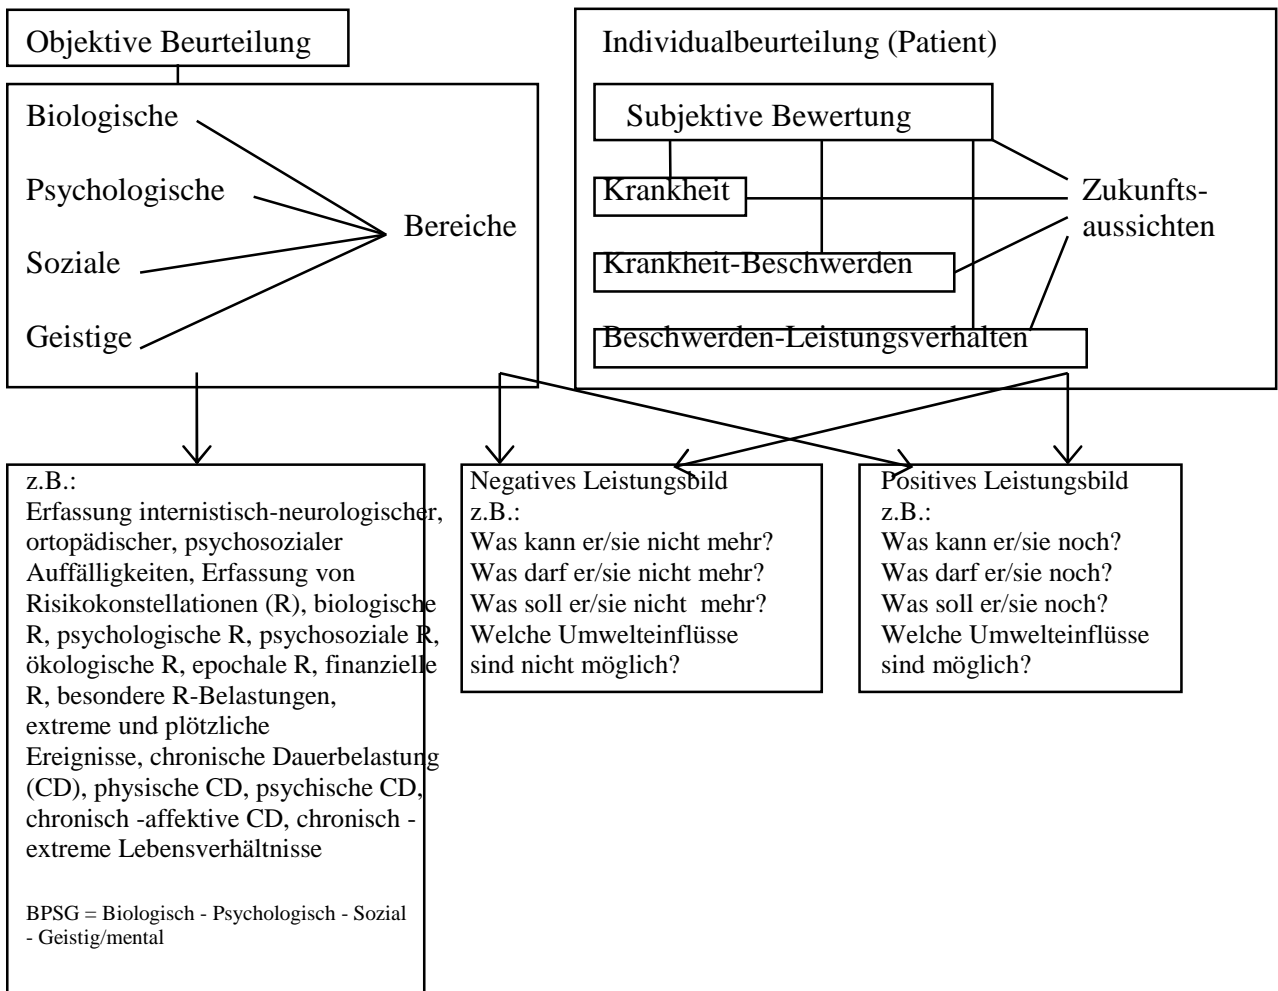 Objektive Beurteilung
Biologische
Psychologische
Soziale
Geistige
Bereiche
Individualbeurteilung (Patient)
Subjektive Bewertung
Krankheit
Krankheit-Beschwerden
Beschwerden-Leistungsverhalten
Zukunfts-
aussichten
z.B.:
Erfassung internistisch-neurologischer,
ortopädischer, psychosozialer
Auffälligkeiten, Erfassung von
Risikokonstellationen (R), biologische
R, psychologische R, psychosoziale R,
ökologische R, epochale R, finanzielle
R, besondere R-Belastungen,
extreme und plötzliche
Ereignisse, chronische Dauerbelastung
(CD), physische CD, psychische CD,
chronisch -affektive CD, chronisch -
extreme Lebensverhältnisse
BPSG = Biologisch - Psychologisch - Sozial
- Geistig/mental
Negatives Leistungsbild
z.B.:
Was kann er/sie nicht mehr?
Was darf er/sie nicht mehr?
Was soll er/sie nicht  mehr?
Welche Umwelteinflüsse
sind nicht möglich?
Positives Leistungsbild
z.B.:
Was kann er/sie noch?
Was darf er/sie noch?
Was soll er/sie noch?
Welche Umwelteinflüsse
sind möglich?